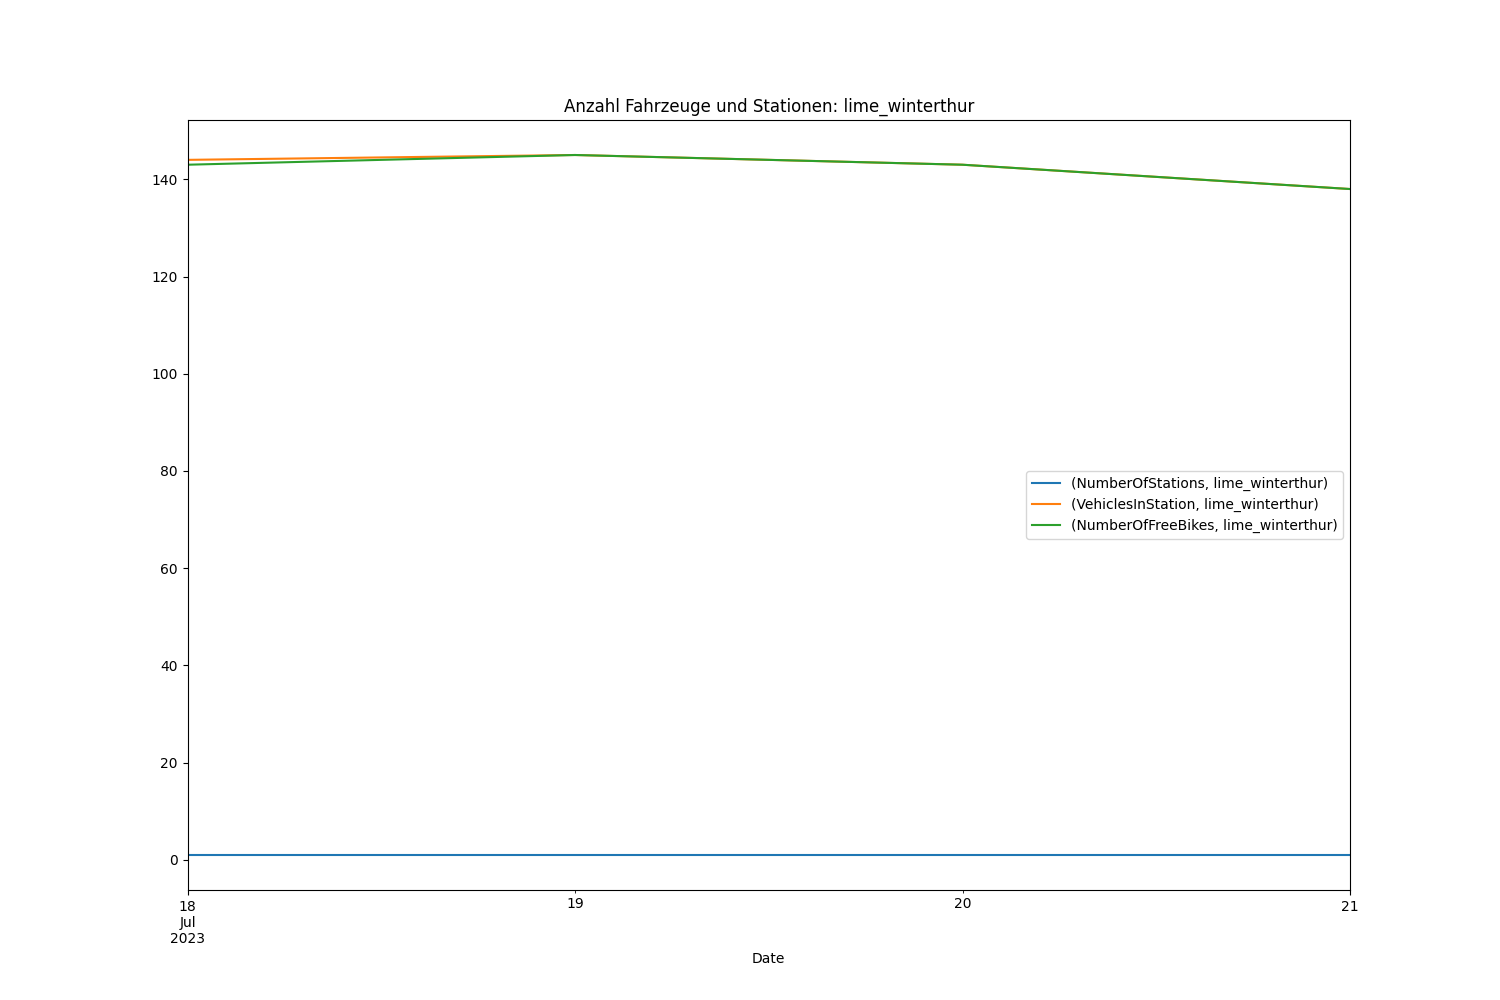 Anzahl Fahrzeuge und Stationen: lime_winterthur
140
120
100
80
60
40
20
0
(NumberOfStations, lime_winterthur)
(VehiclesInStation, lime_winterthur)
(NumberOfFreeBikes, lime_winterthur)
18
Jul
2023
19
20
21
Date